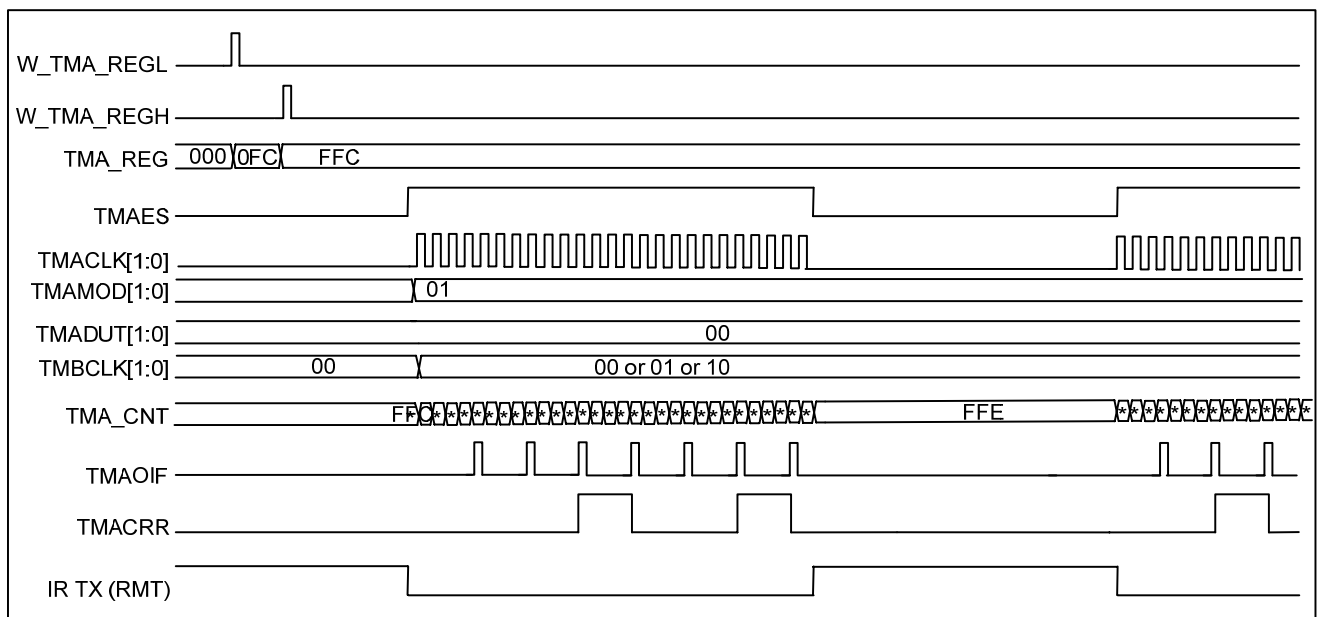 W_TMA_REGL
W_TMA_REGH
TMA_REG 000 0FC FFC
TMAES
TMACLK[1:0]
TMAMOD[1:0] 01
TMADUT[1:0] 00
TMBCLK[1:0] 00 00 or 01 or 10
TMA_CNT FFC ****************************** FFE ***************
TMAOIF
TMACRR
IR TX (RMT)